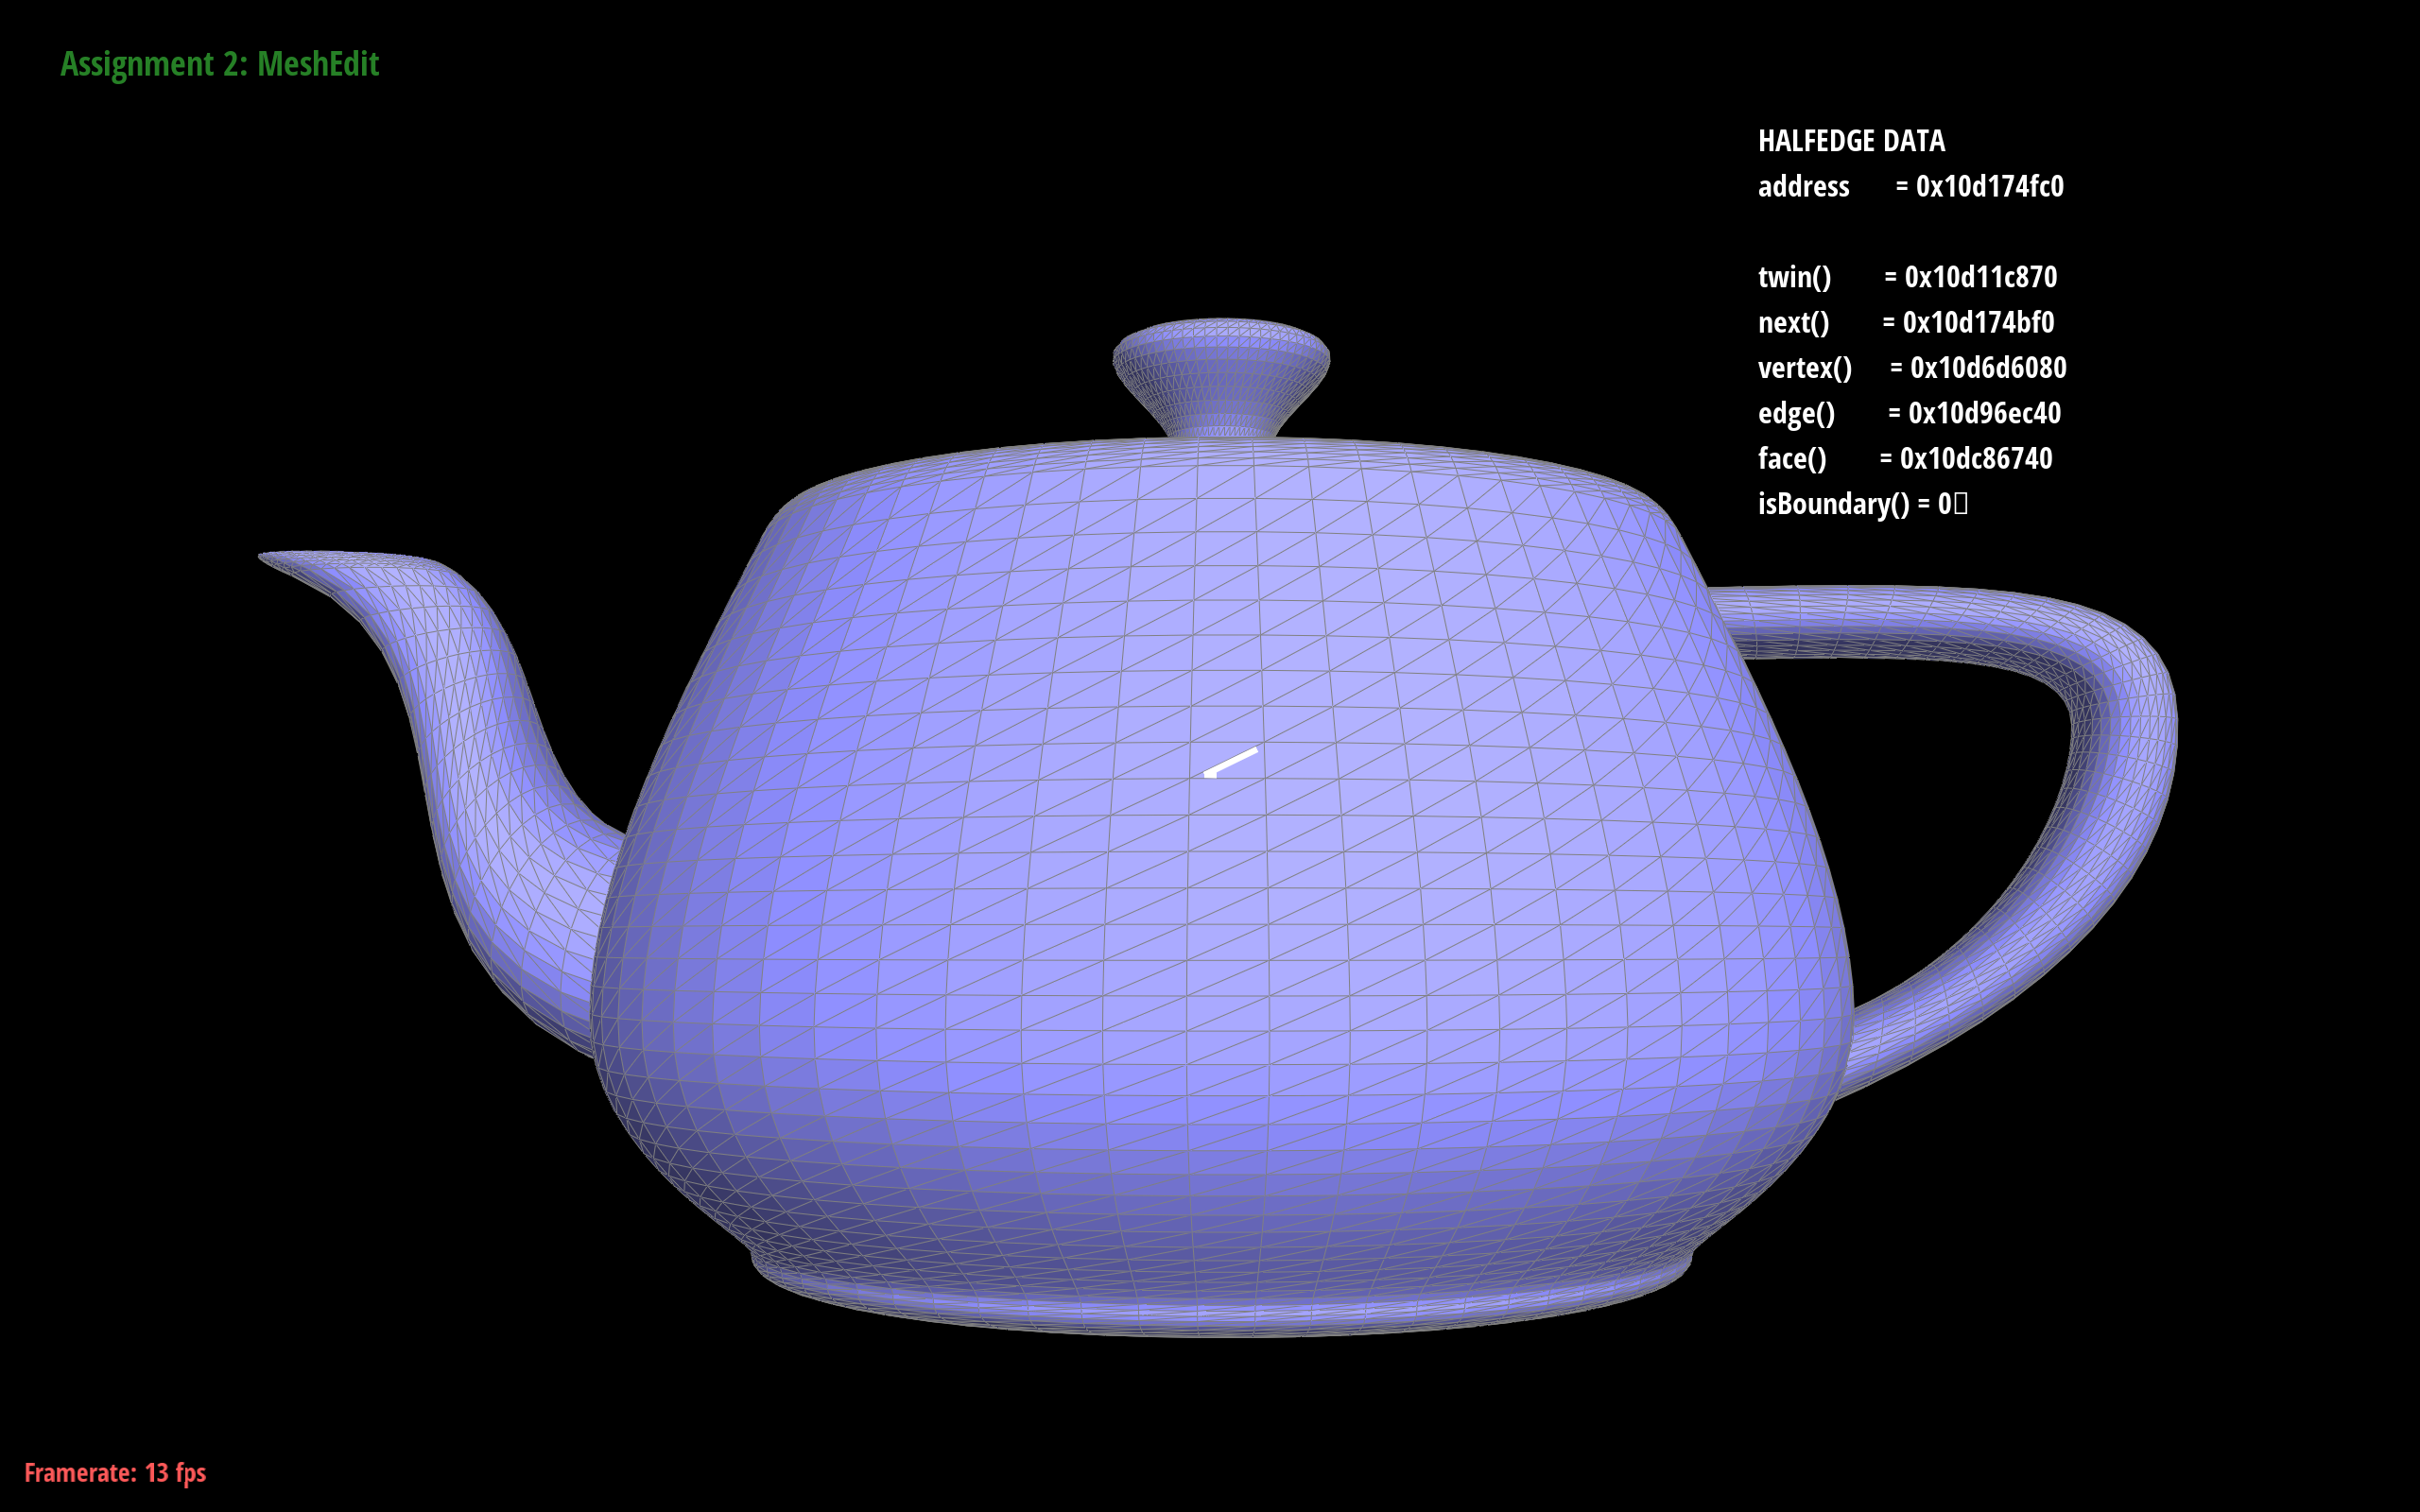 Assignment 2: MeshEdit
HALFEDGE DATA
address = 0x10d174fc0
twin() = 0x10d11c870
next() = 0x10d174bf0
vertex() = 0x10d6d6080
edge() = 0x10d96ec40
face() = 0x10dc86740
isBoundary() = 0▯
Framerate: 13 fps